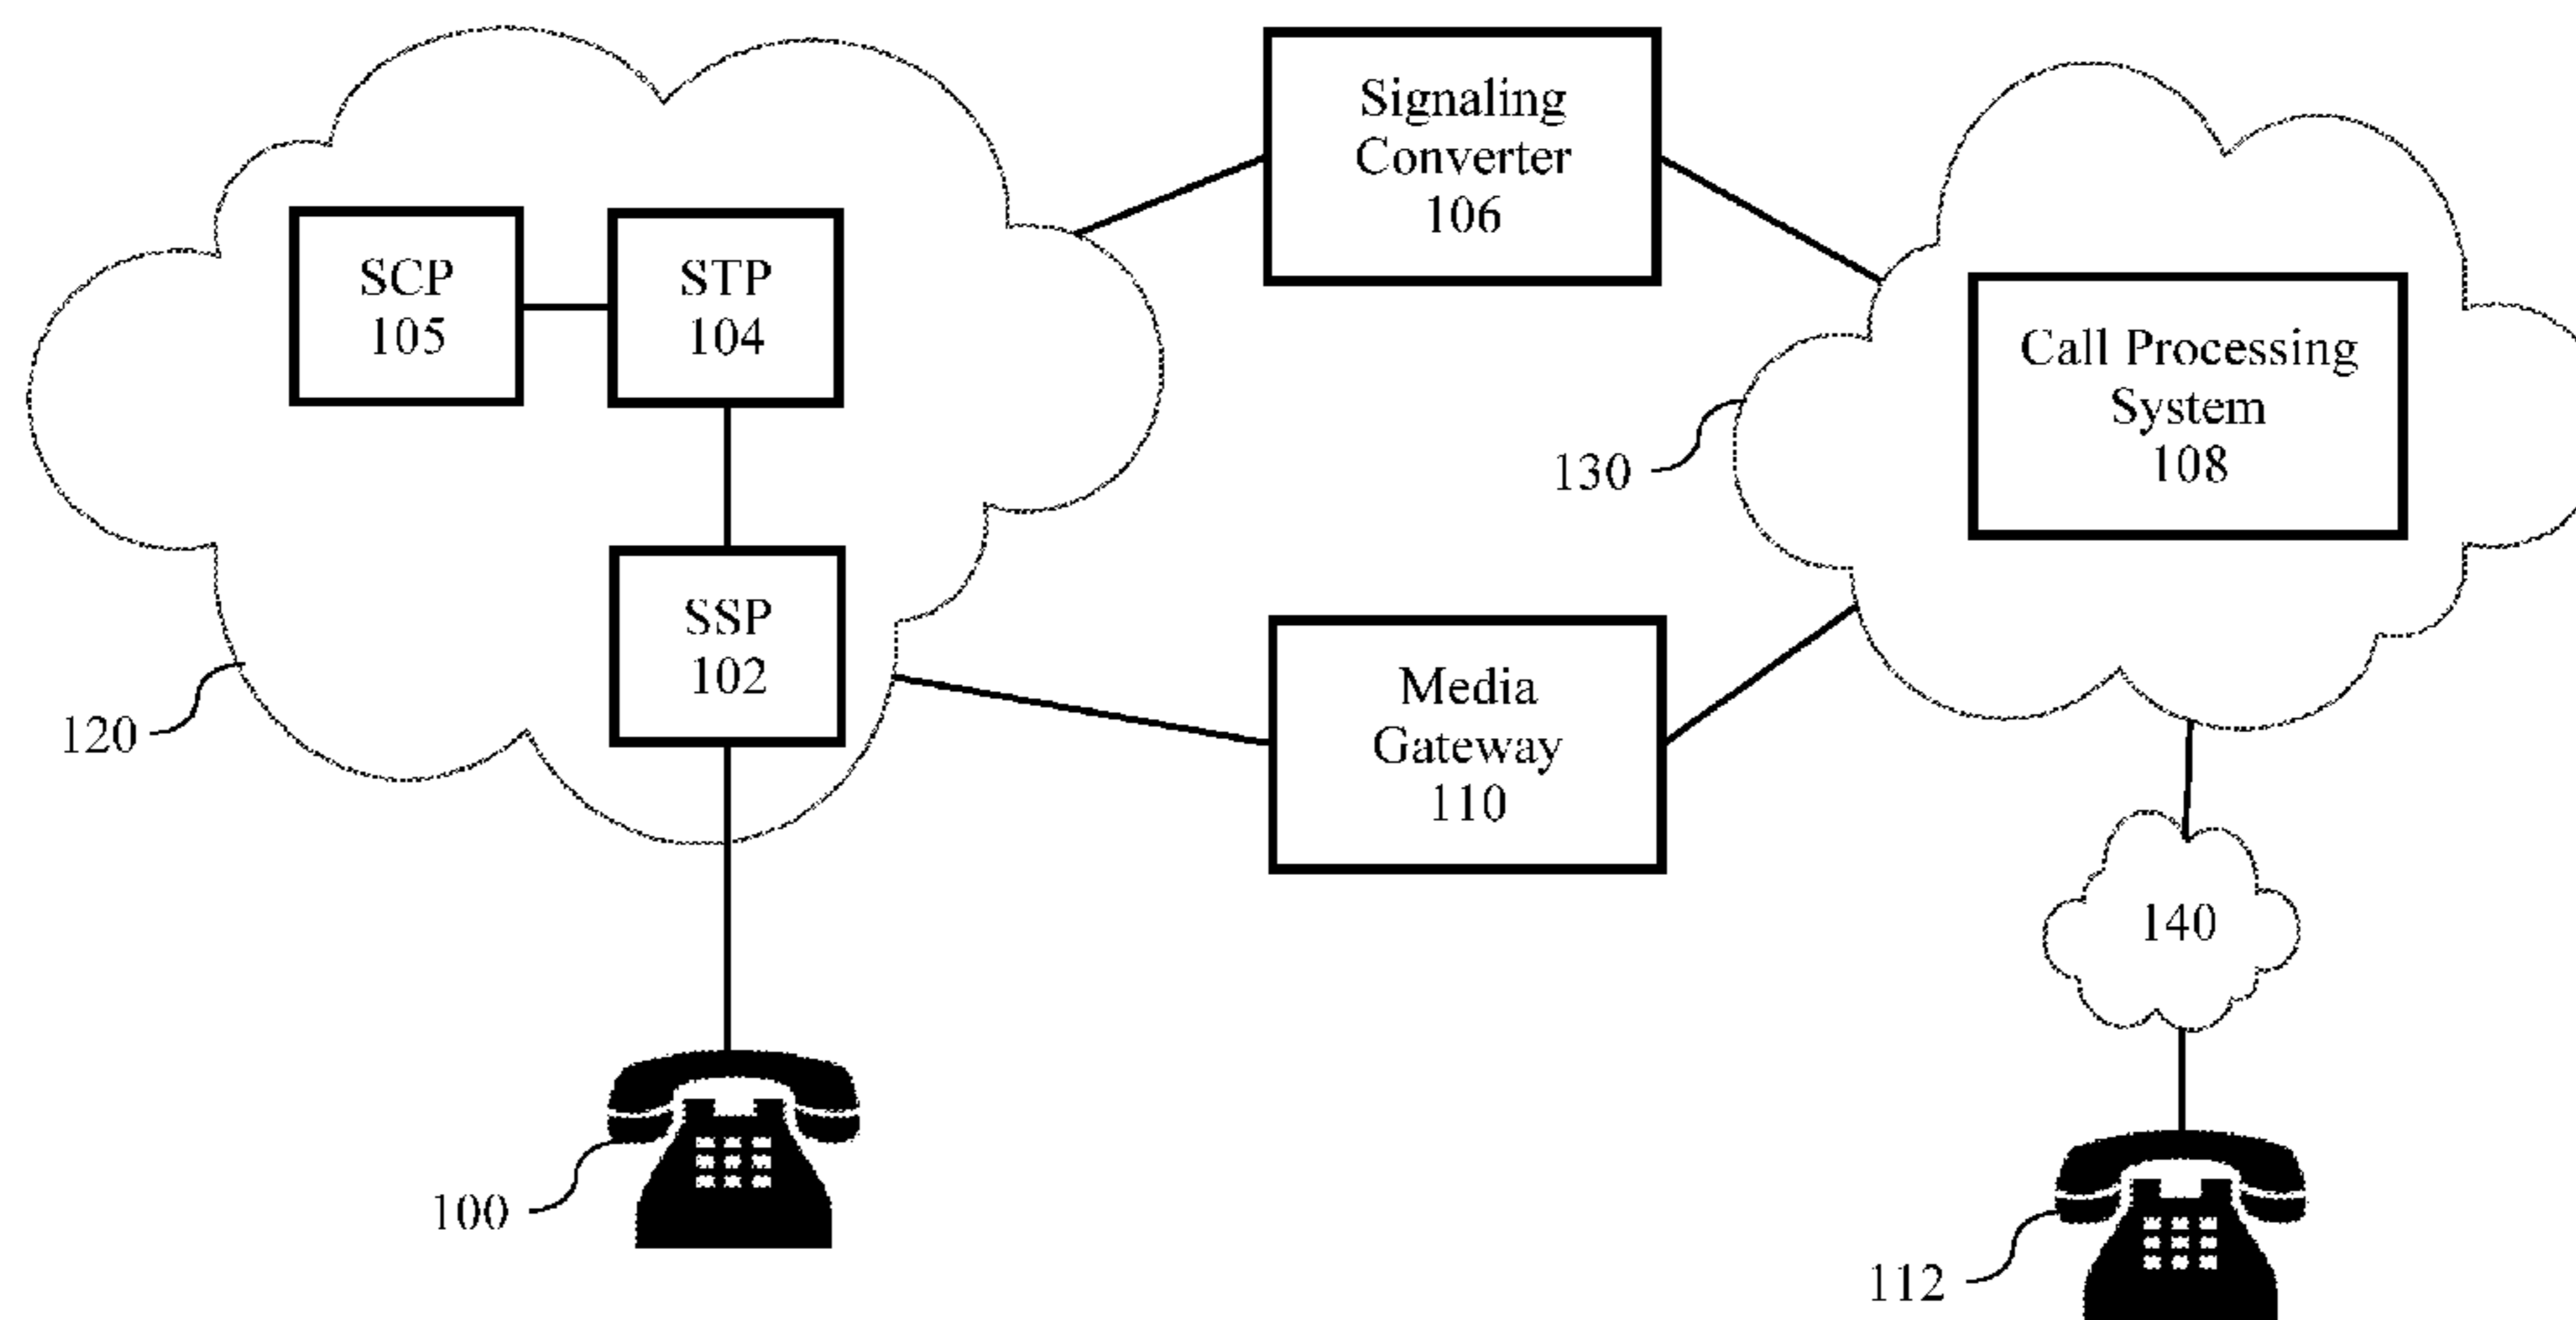 Signaling
Converter
106
SCP
105
STP
104
Call Processing
System
108
130
SSP
102
120
Media
Gateway
110
140
100
112